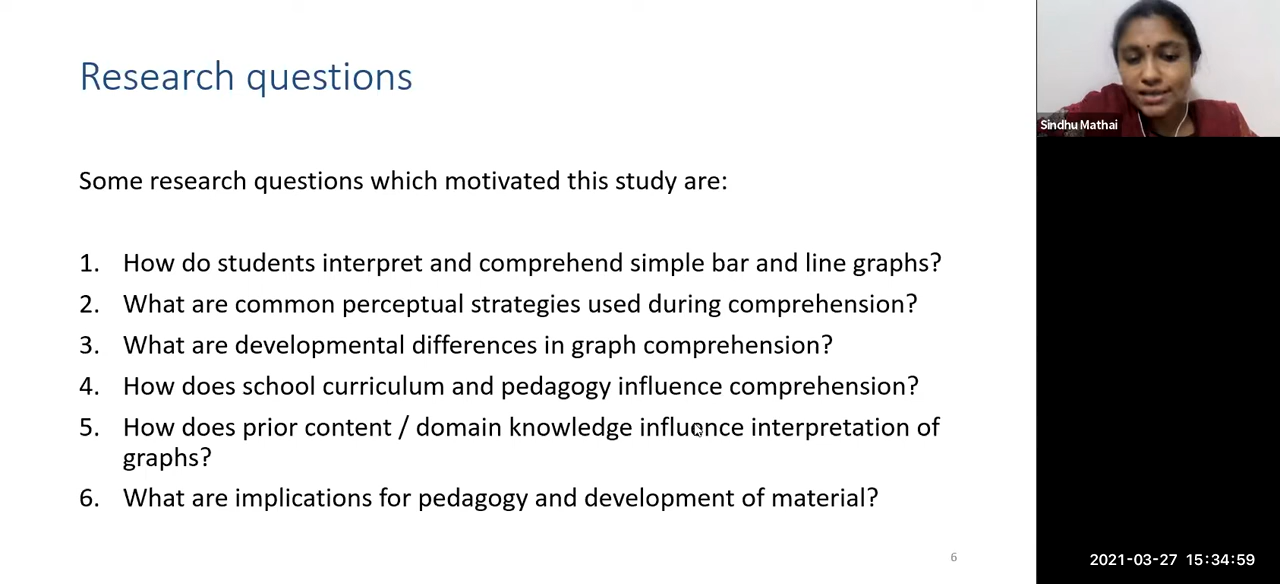 Research questions
Some research questions which motivated this study are:
1. How do students interpret and comprehend simple bar and line graphs?
2. What are common perceptual strategies used during comprehension?
3. What are developmental differences in graph comprehension?
4. How does school curriculum and pedagogy influence comprehension?
5. How does prior content / domain knowledge influence interpretation of
graphs?
6. What are implications for pedagogy and development of material?
6
Sindhu Mathai
2021-03-27 15:34:59